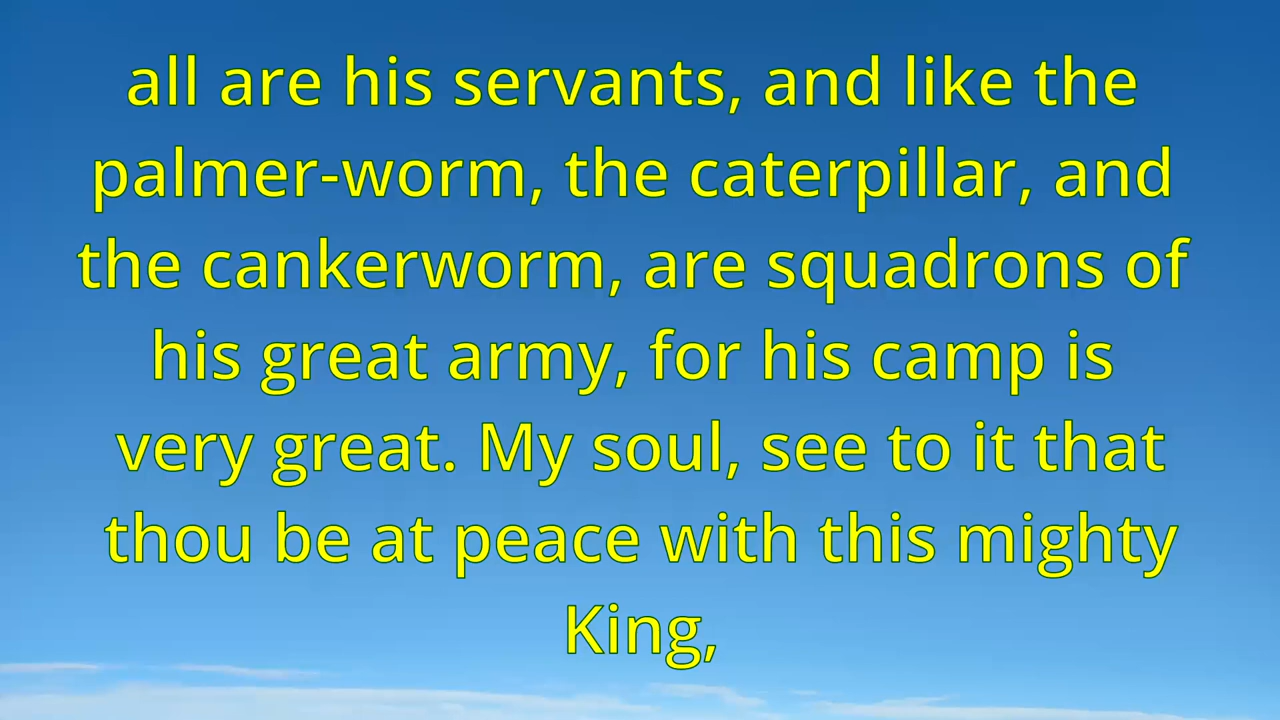 all are his servants, and like the
palmer-worm, the caterpillar, and
the cankerworm, are squadrons of
his great army, for his camp is
very great. My soul, see to it that
thou be at peace with this mighty
King,